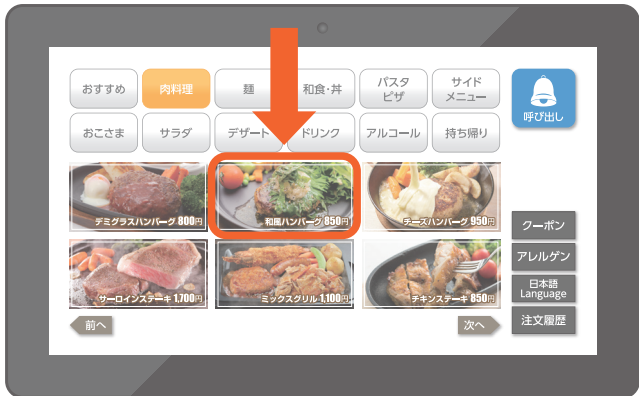 おすすめ
肉料理
麺
和食・丼
パスタ
ピザ
サイド
メニュー
呼び出し
おこさま
サラダ
デザート
ドリンク
アルコール
持ち帰り
デミグラスハンバーグ 800円
和風ハンバーグ 850円
チーズハンバーグ 950円
サーロインステーキ 1,700円
ミックスグリル 1,100円
チキンステーキ 850円
前へ
次へ
クーポン
アレルゲン
日本語
Language
注文履歴